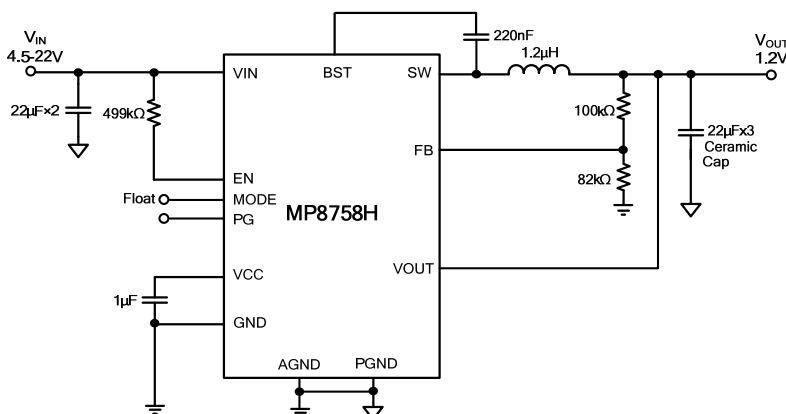 VIN
4.5-22V
22µF×2
499kΩ
Float
1µF
VIN
BST
SW
FB
EN
MODE
PG
MP8758H
VCC
VOUT
GND
AGND
PGND
220nF
1.2µH
100kΩ
82kΩ
VOUT
1.2V
22µFx3
Ceramic
Cap